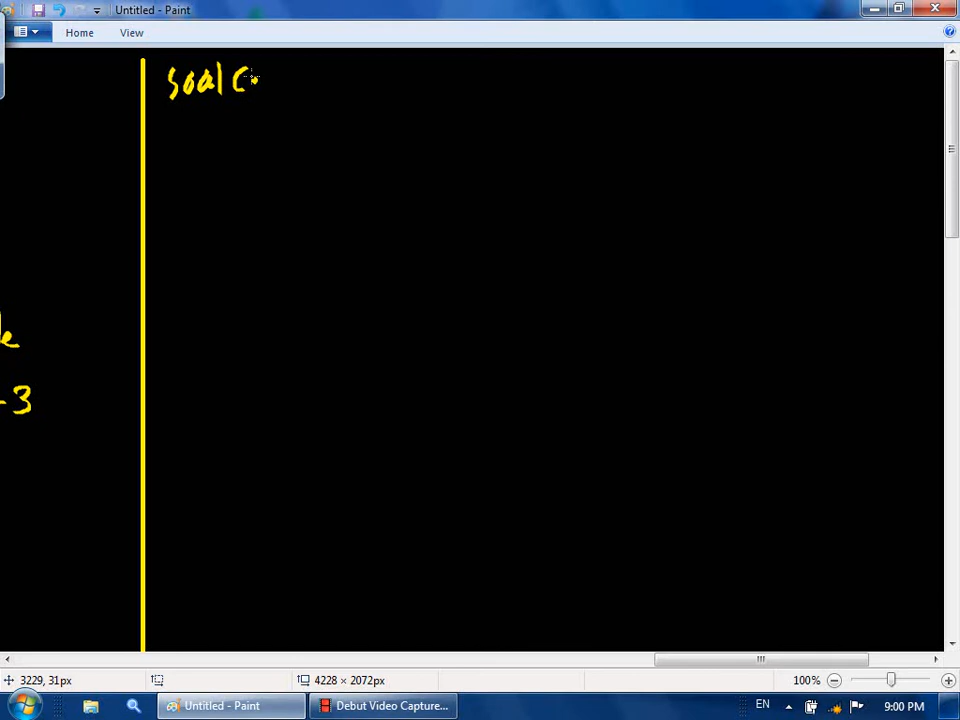 Untitled - Paint
Home View
soal C
e
-3
3229, 31px 4228 × 2072px 100%
Untitled - Paint Debut Video Capture... EN 9:00 PM